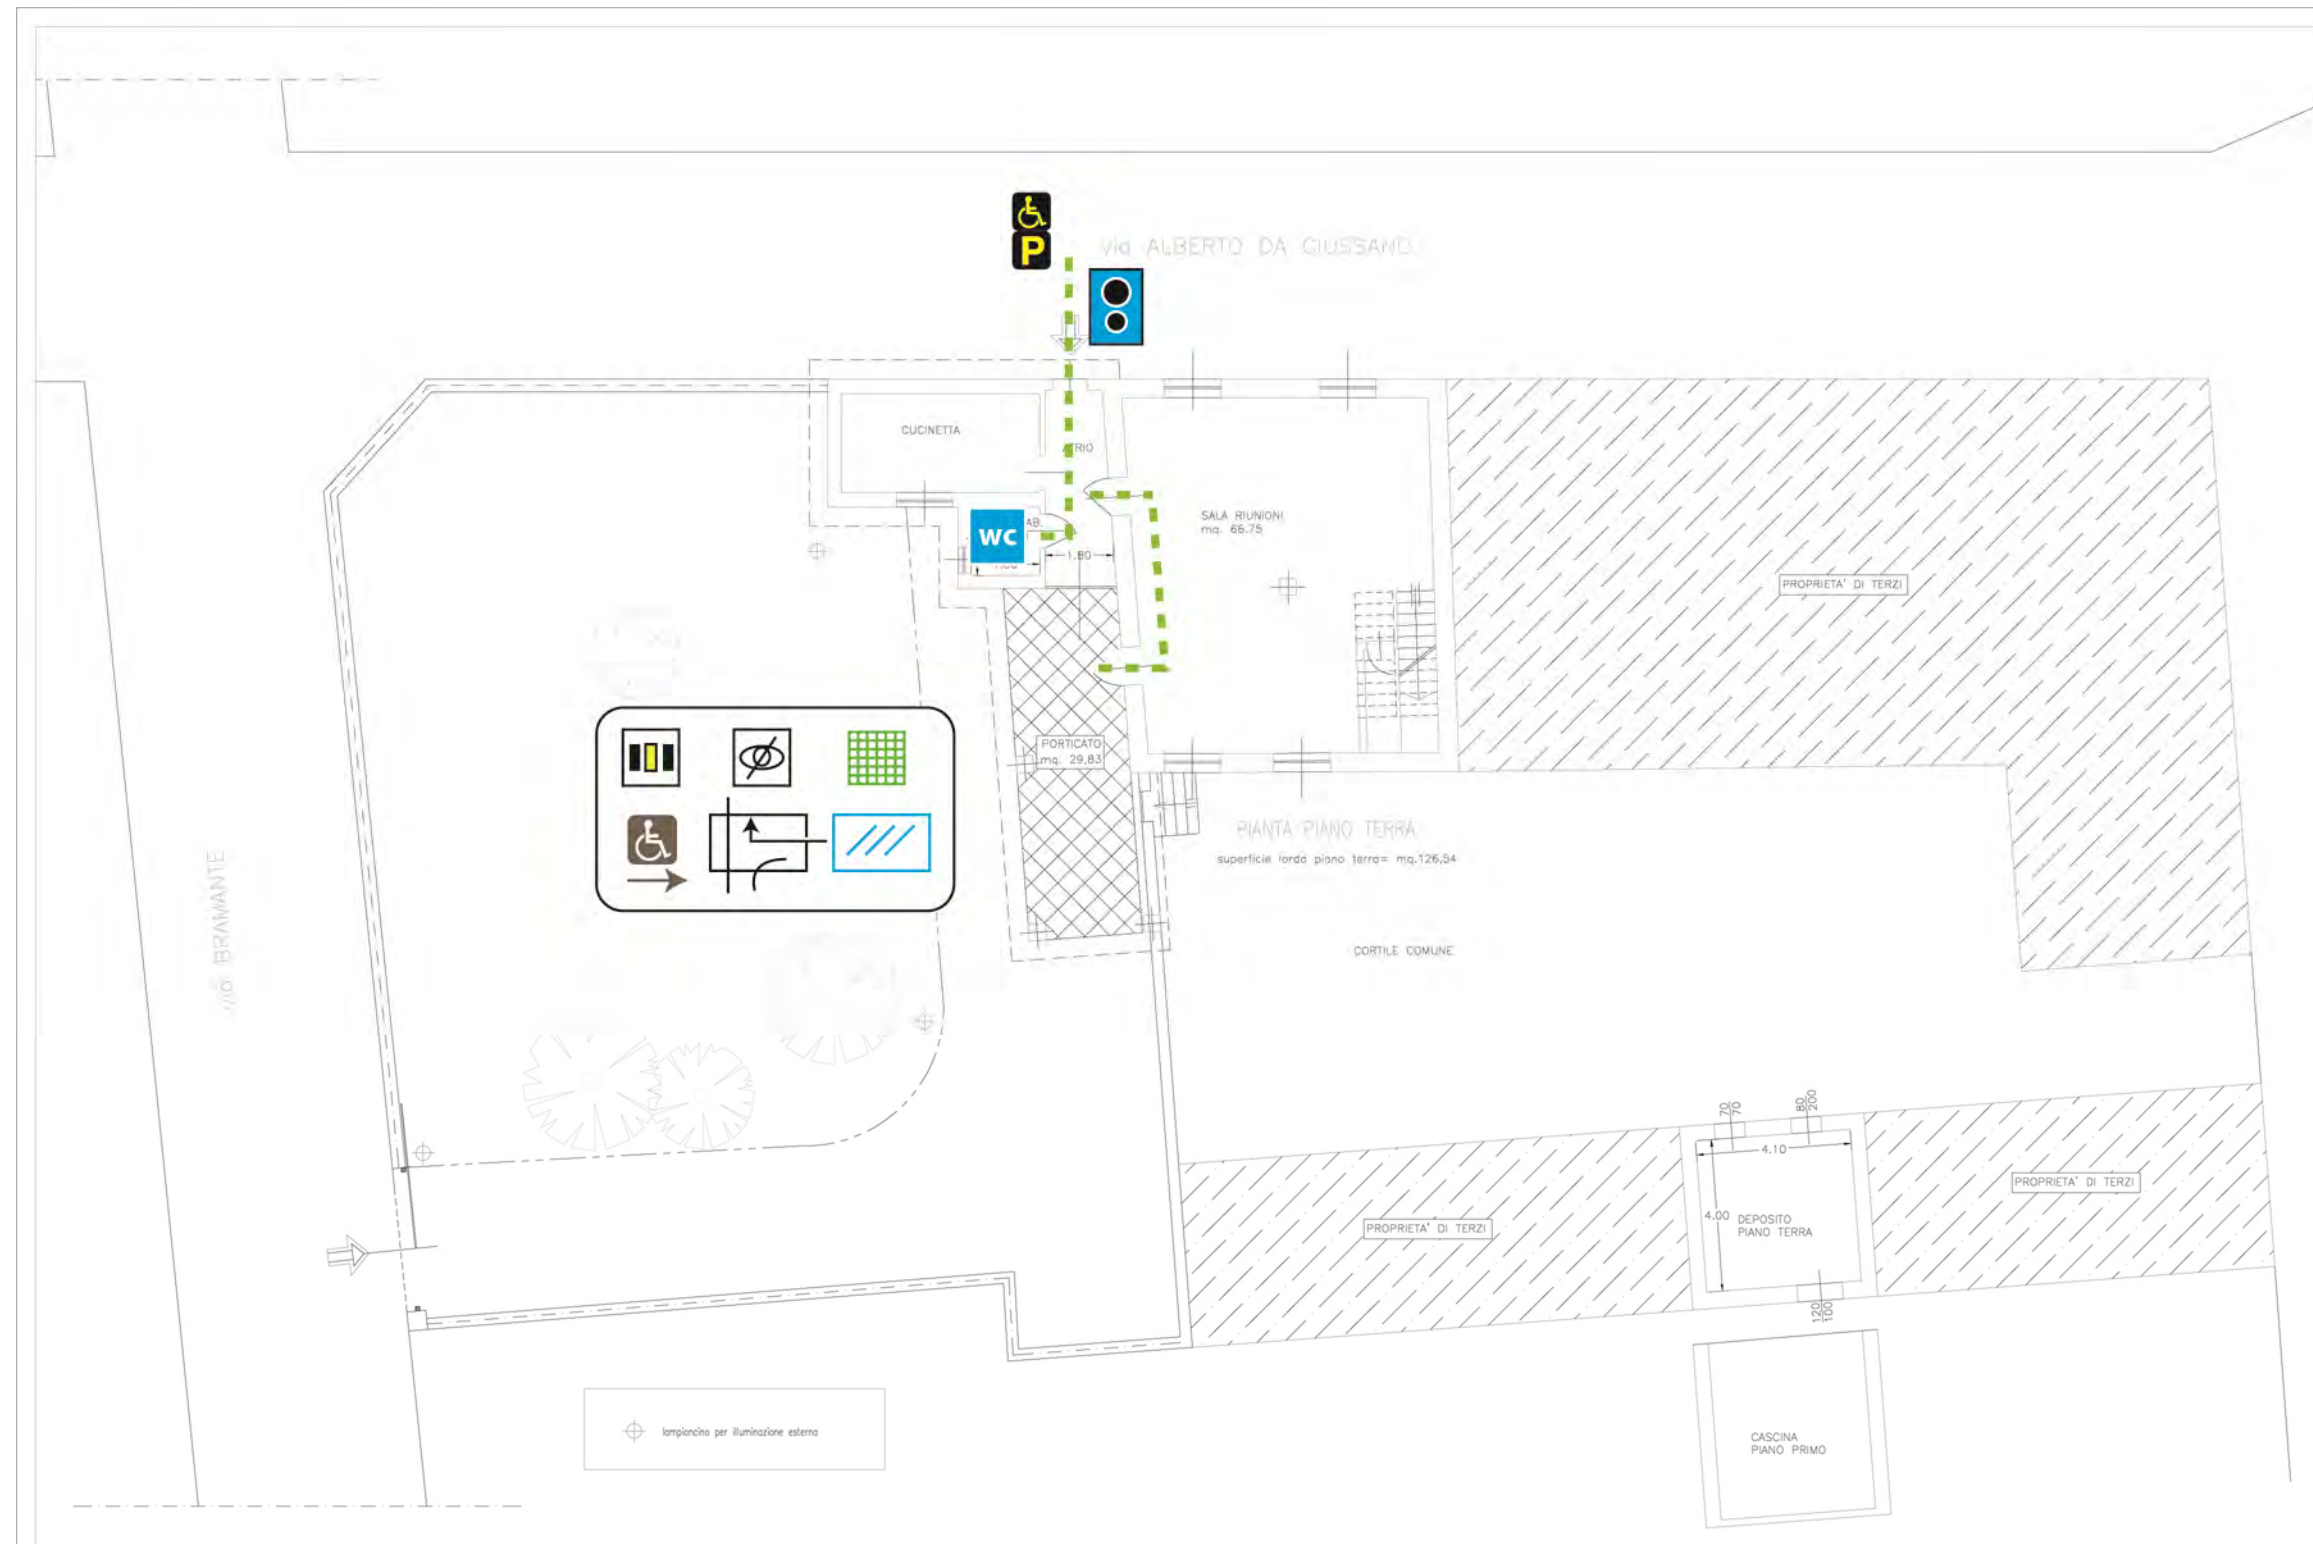 P
via ALBERTO DA GIUSSANO
CUCINETTA
ATRIO
SALA RIUNIONI
mq. 65.75
WC
AB.
1.80
PROPRIETA' DI TERZI
PORTICATO
mq. 29,83
PIANTA PIANO TERRA
superficie lorda piano terra= mq.126,54
via BRAMANTE
CORTILE COMUNE
70
70
80
200
4.10
4.00
DEPOSITO
PIANO TERRA
PROPRIETA' DI TERZI
PROPRIETA' DI TERZI
120
100
lampioncino per illuminazione esterna
CASCINA
PIANO PRIMO